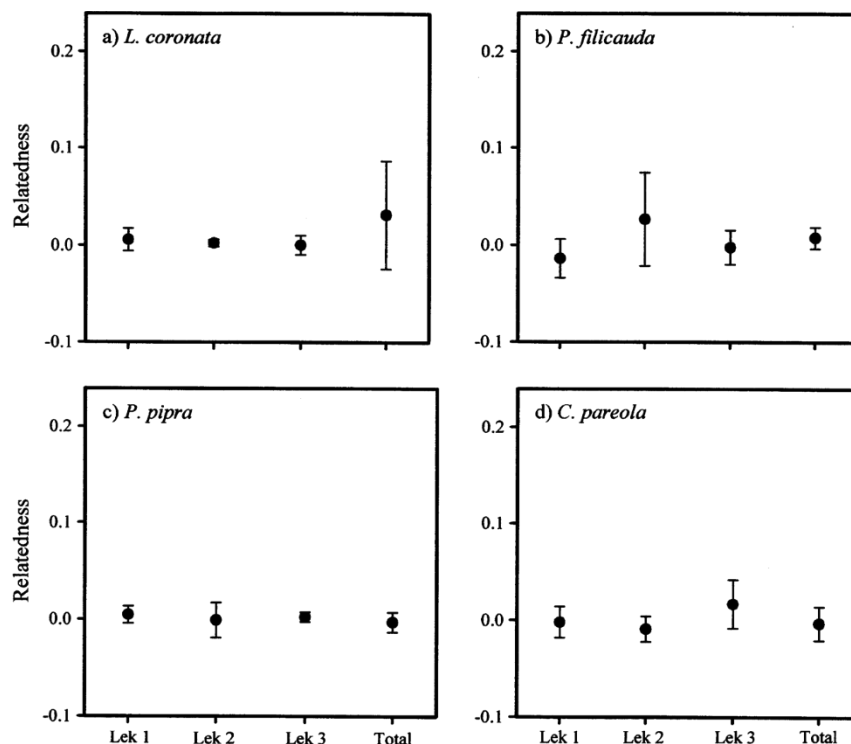 a) L. coronata
b) P. filicauda
0.2
0.1
0.0
-0.1
Relatedness
0.2
0.1
0.0
-0.1
c) P. pipra
d) C. pareola
0.2
0.1
0.0
-0.1
Relatedness
0.2
0.1
0.0
-0.1
Lek 1 Lek 2 Lek 3 Total
Lek 1 Lek 2 Lek 3 Total